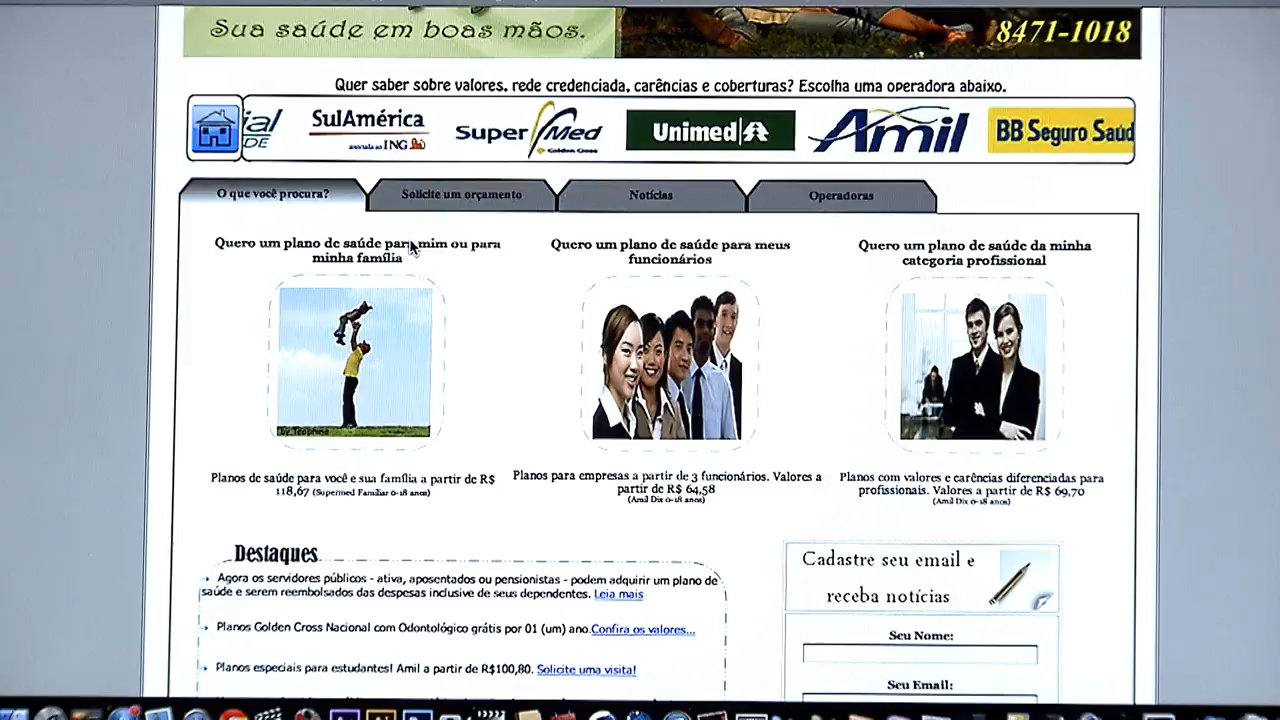 Sua saúde em boas mãos.
8471-1018
Quer saber sobre valores, rede credenciada, carências e coberturas? Escolha uma operadora abaixo.
SulAmérica
associada ao ING
Super Med
Golden Cross
Unimed
Amil
BB Seguro Saúd
O que você procura?
Solicite um orçamento
Notícias
Operadoras
Quero um plano de saúde para mim ou para
minha família
Quero um plano de saúde para meus
funcionários
Quero um plano de saúde da minha
categoria profissional
by Teophine
Planos de saúde para você e sua família a partir de R$
118,67 (Supermed Familiar 0-18 anos)
Planos para empresas a partir de 3 funcionários. Valores a
partir de R$ 64,58
(Amil Dix 0-18 anos)
Planos com valores e carências diferenciadas para
profissionais. Valores a partir de R$ 69,70
(Amil Dix 0-18 anos)
Destaques
Agora os servidores públicos - ativa, aposentados ou pensionistas - podem adquirir um plano de
saúde e serem reembolsados das despesas inclusive de seus dependentes. Leia mais
Planos Golden Cross Nacional com Odontológico grátis por 01 (um) ano.Confira os valores...
Planos especiais para estudantes! Amil a partir de R$100,80. Solicite uma visita!
Cadastre seu email e
receba notícias
Seu Nome:
Seu Email: